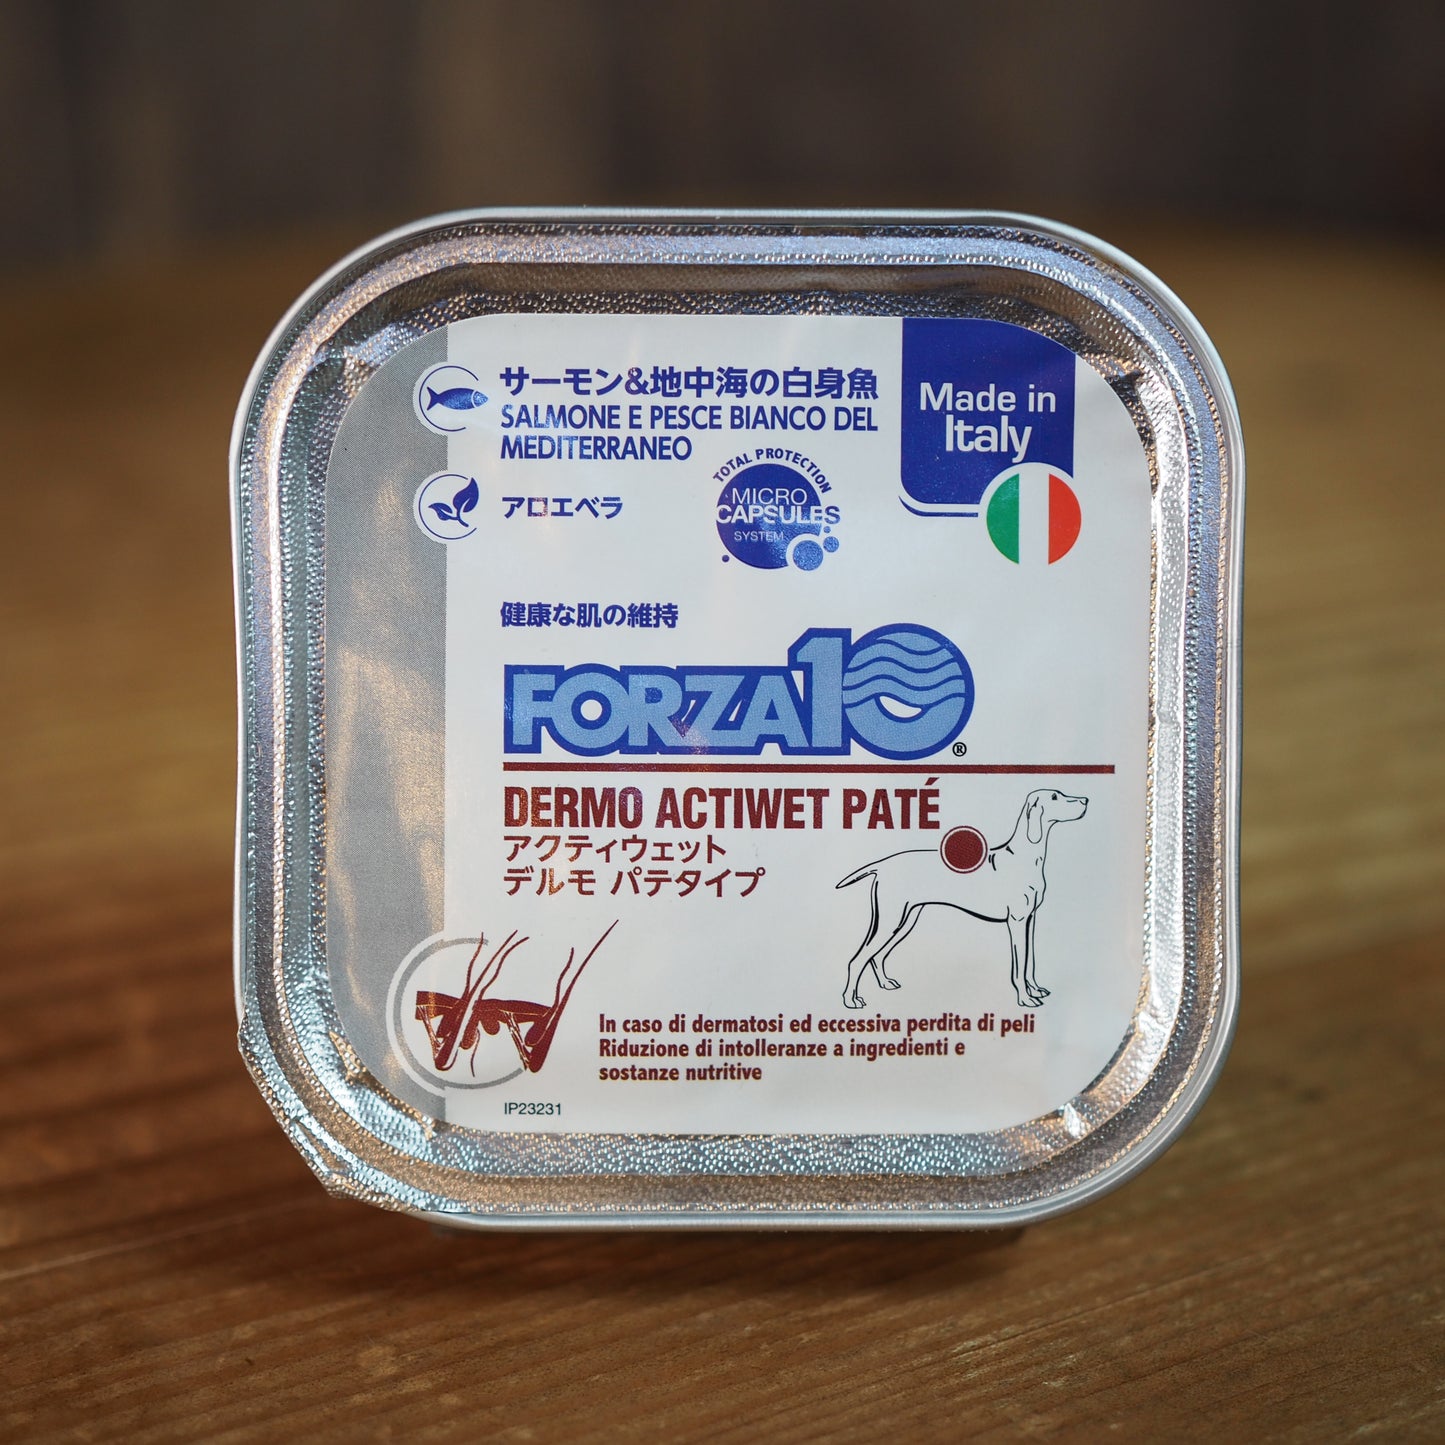 サーモン&地中海の白身魚
SALMONE E PESCE BIANCO DEL
MEDITERRANEO
アロエベラ
TOTAL PROTECTION
MICRO
CAPSULES
SYSTEM
Made in
Italy
健康な肌の維持
FORZA10®
DERMO ACTIWET PATÉ
アクティウェット
デルモ パテタイプ
In caso di dermatosi ed eccessiva perdita di peli
Riduzione di intolleranze a ingredienti e
sostanze nutritive
IP23231